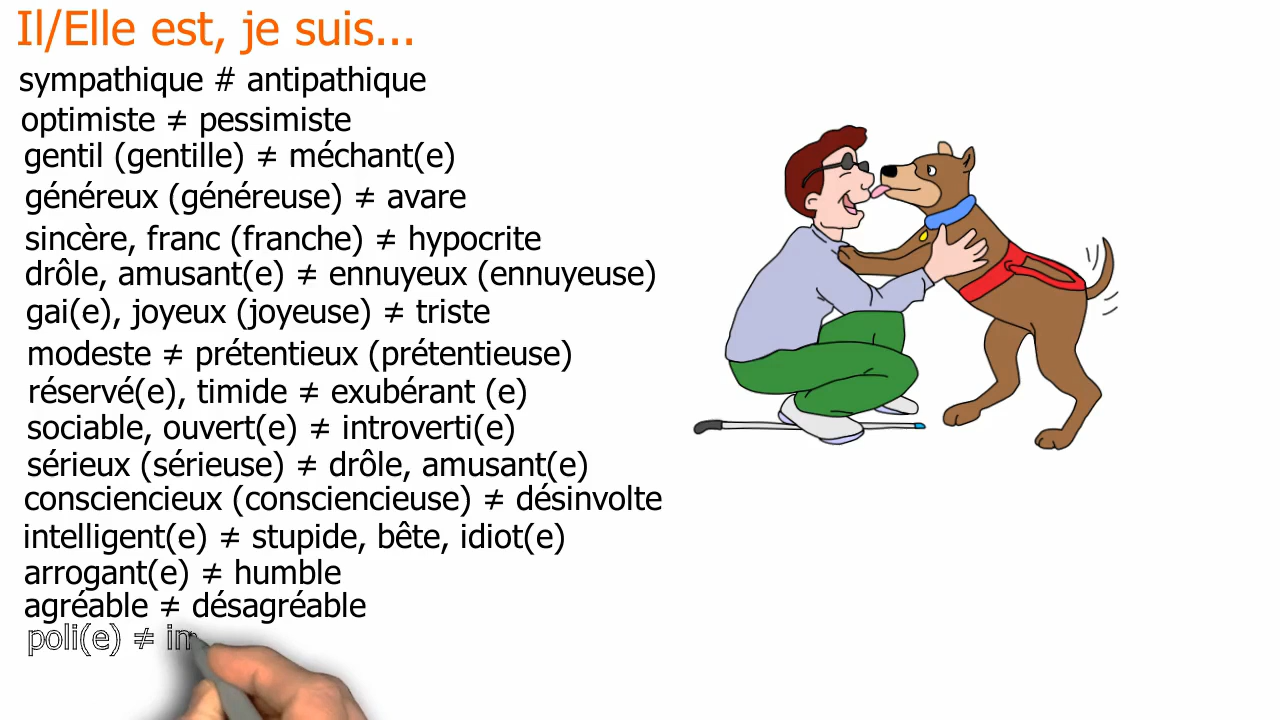 Il/Elle est, je suis...
sympathique # antipathique
optimiste ≠ pessimiste
gentil (gentille) ≠ méchant(e)
généreux (généreuse) ≠ avare
sincère, franc (franche) ≠ hypocrite
drôle, amusant(e) ≠ ennuyeux (ennuyeuse)
gai(e), joyeux (joyeuse) ≠ triste
modeste ≠ prétentieux (prétentieuse)
réservé(e), timide ≠ exubérant (e)
sociable, ouvert(e) ≠ introverti(e)
sérieux (sérieuse) ≠ drôle, amusant(e)
consciencieux (consciencieuse) ≠ désinvolte
intelligent(e) ≠ stupide, bête, idiot(e)
arrogant(e) ≠ humble
agréable ≠ désagréable
poli(e) ≠ im